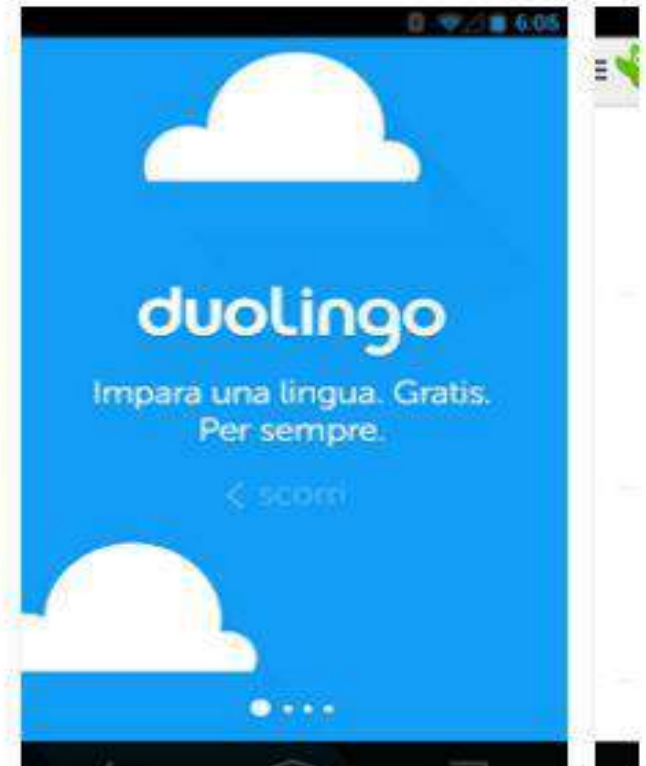 6:05
duolingo
Impara una lingua. Gratis.
Per sempre.
< scorri